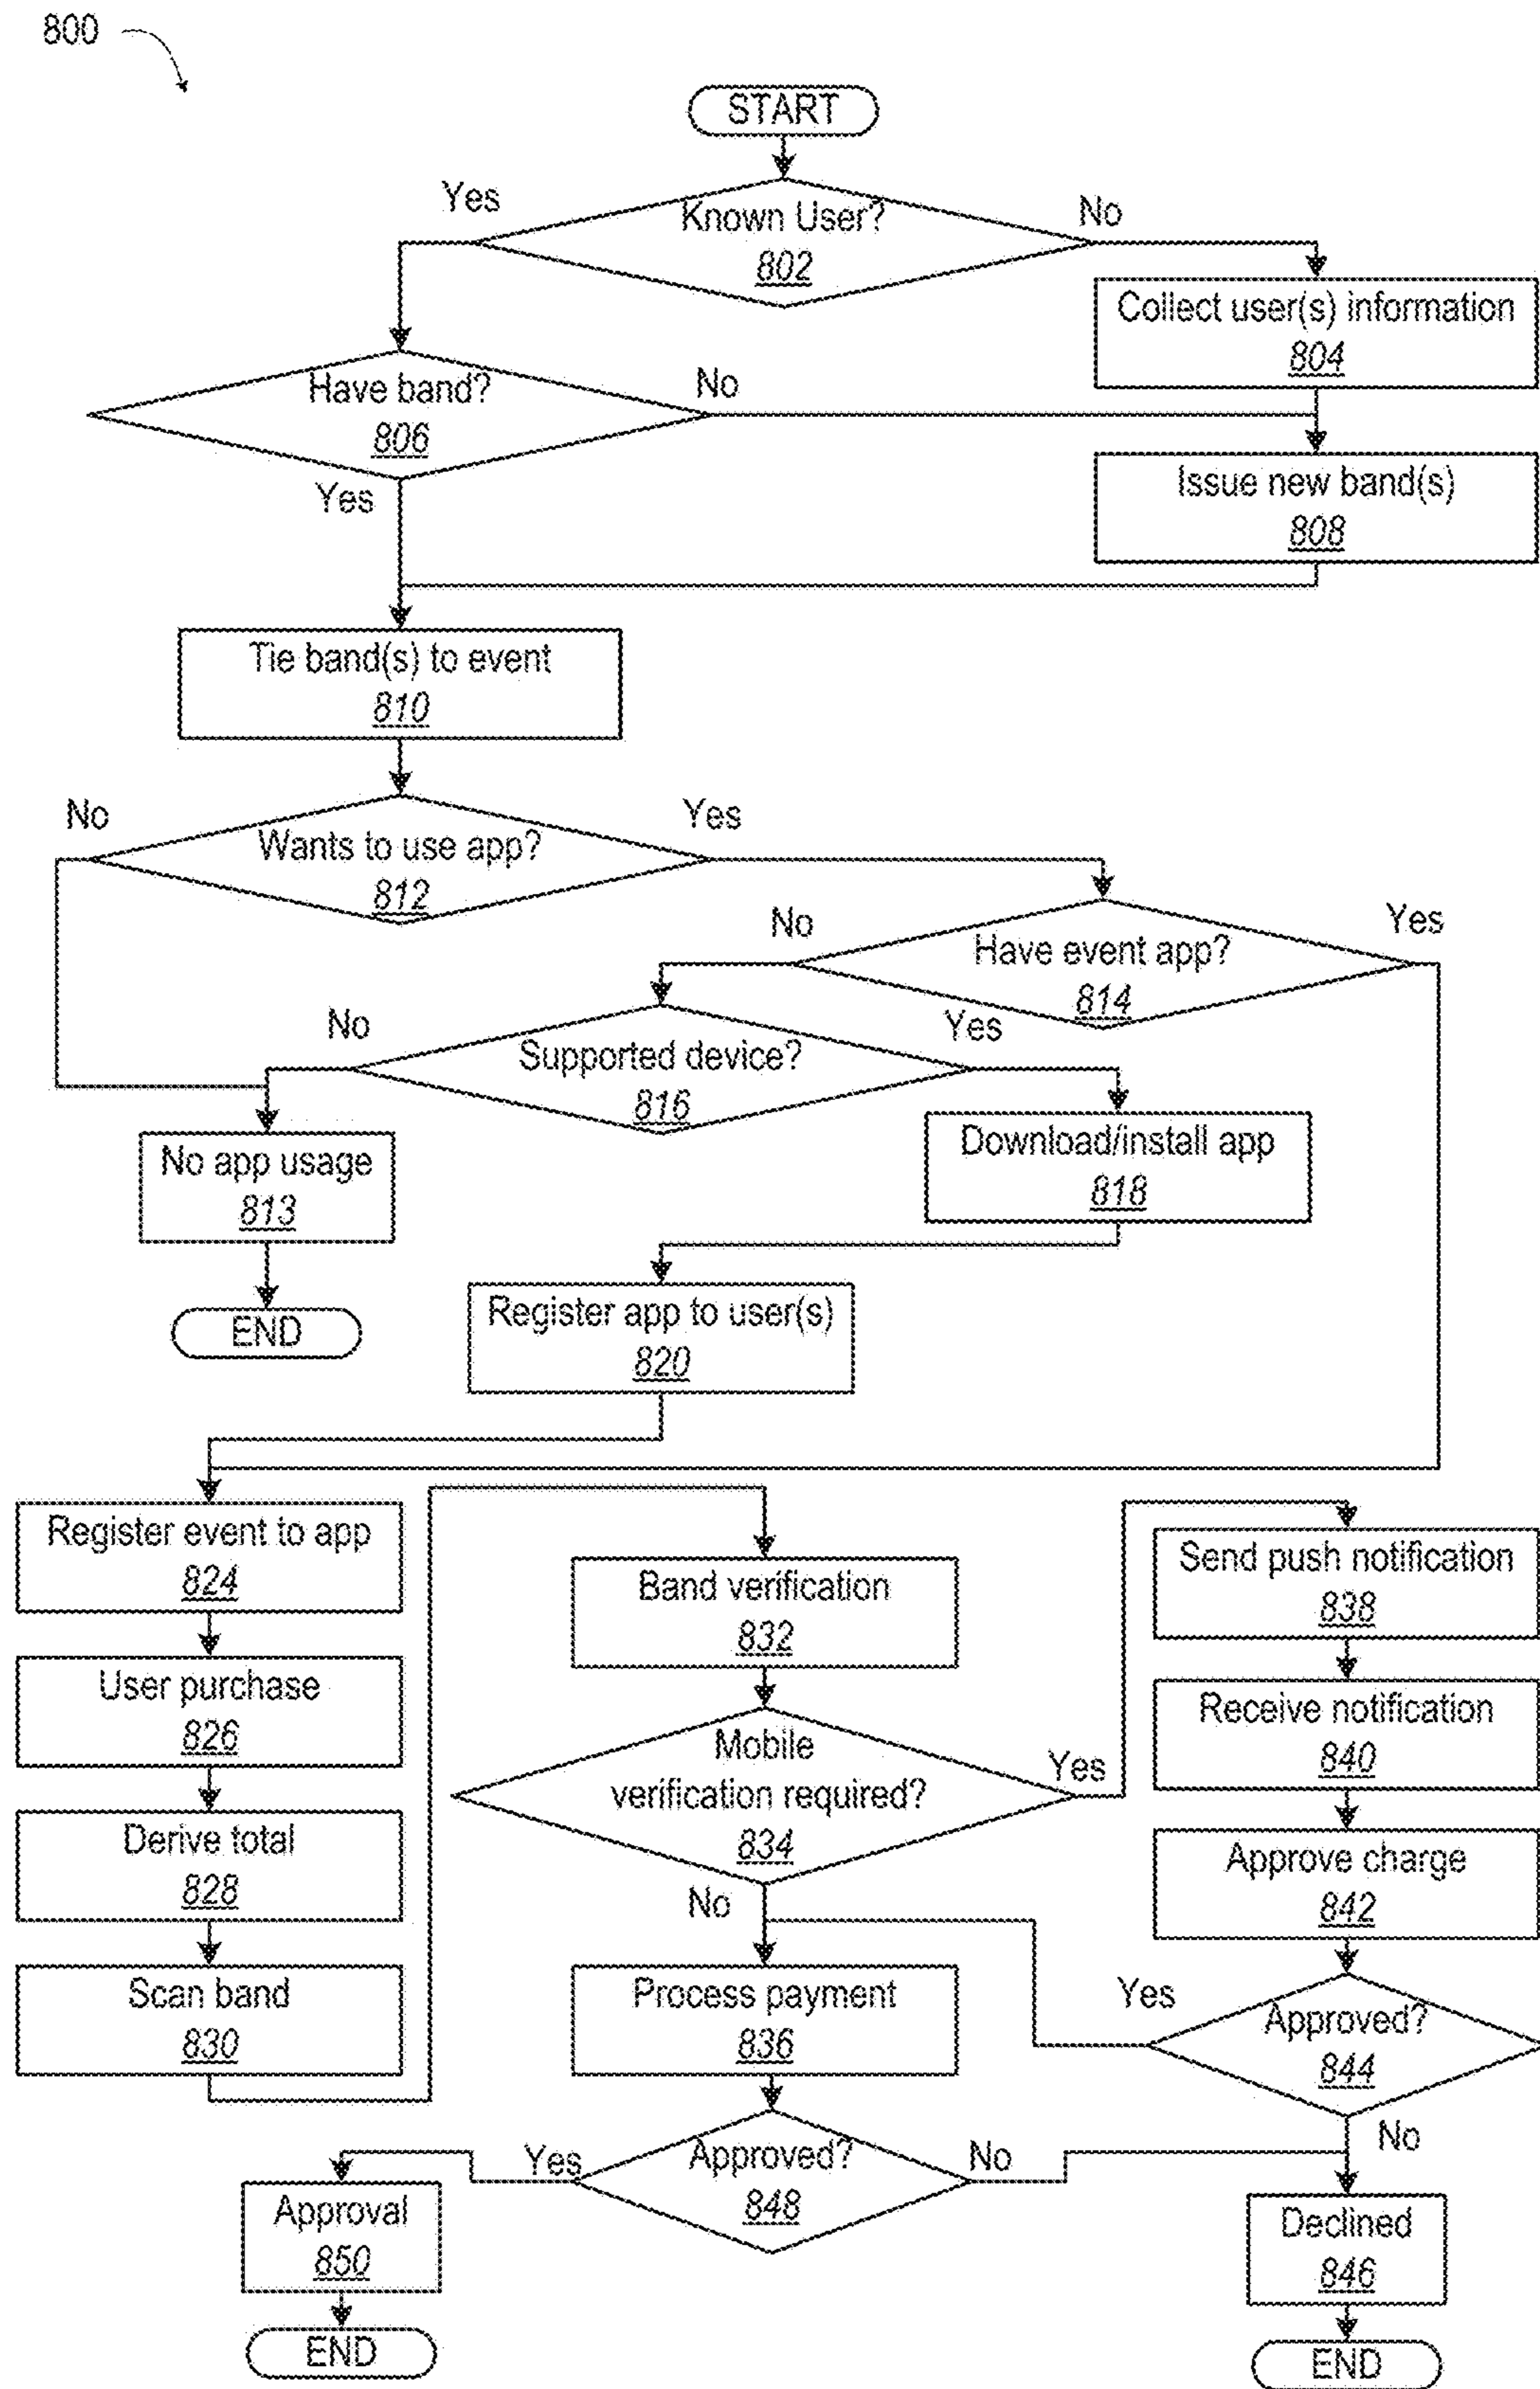 800
START
Yes
Known User?
802
No
Collect user(s) information
804
Have band?
806
No
Yes
Issue new band(s)
808
Tie band(s) to event
810
No
Wants to use app?
812
Yes
No
Have event app?
814
Yes
No
Supported device?
816
Yes
No app usage
813
Download/install app
818
END
Register app to user(s)
820
Register event to app
824
User purchase
826
Derive total
828
Scan band
830
Band verification
832
Mobile
verification required?
834
Yes
No
Send push notification
838
Receive notification
840
Approve charge
842
Process payment
836
Yes
Approved?
844
No
Yes
Approved?
848
No
Approval
850
END
Declined
846
END